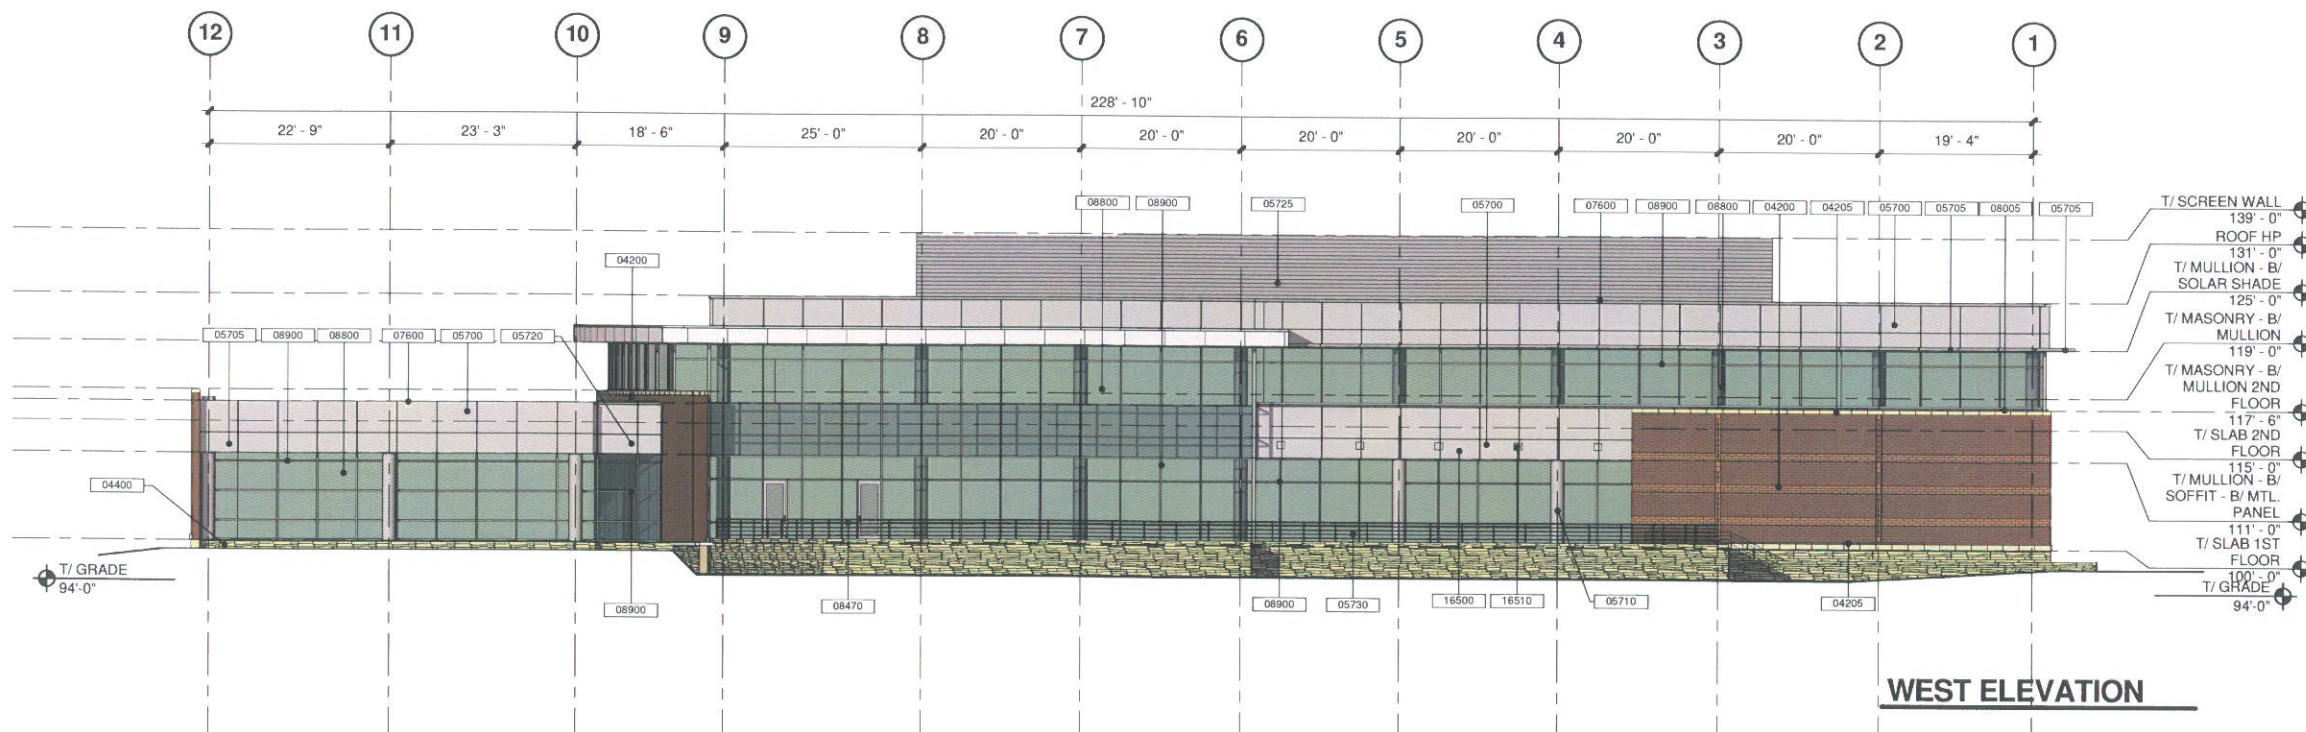 12 11 10 9 8 7 6 5 4 3 2 1
228' - 10"
22' - 9" 23' - 3" 18' - 6" 25' - 0" 20' - 0" 20' - 0" 20' - 0" 20' - 0" 20' - 0" 20' - 0" 19' - 4"
08800 08900 05725 05700 07600 08900 08800 04200 04205 05700 05705 08005 05705
04200
05705 08900 08800 07600 05700 05720
04400
T/ SCREEN WALL
139' - 0"
ROOF HP
131' - 0"
T/ MULLION - B/
SOLAR SHADE
125' - 0"
T/ MASONRY - B/
MULLION
119' - 0"
T/ MASONRY - B/
MULLION 2ND
FLOOR
117' - 6"
T/ SLAB 2ND
FLOOR
115' - 0"
T/ MULLION - B/
SOFFIT - B/ MTL.
PANEL
111' - 0"
T/ SLAB 1ST
FLOOR
100' - 0"
T/ GRADE
94'-0"
T/ GRADE
94'-0"
08900 08470 08900 05730 16500 16510 05710 04205
WEST ELEVATION